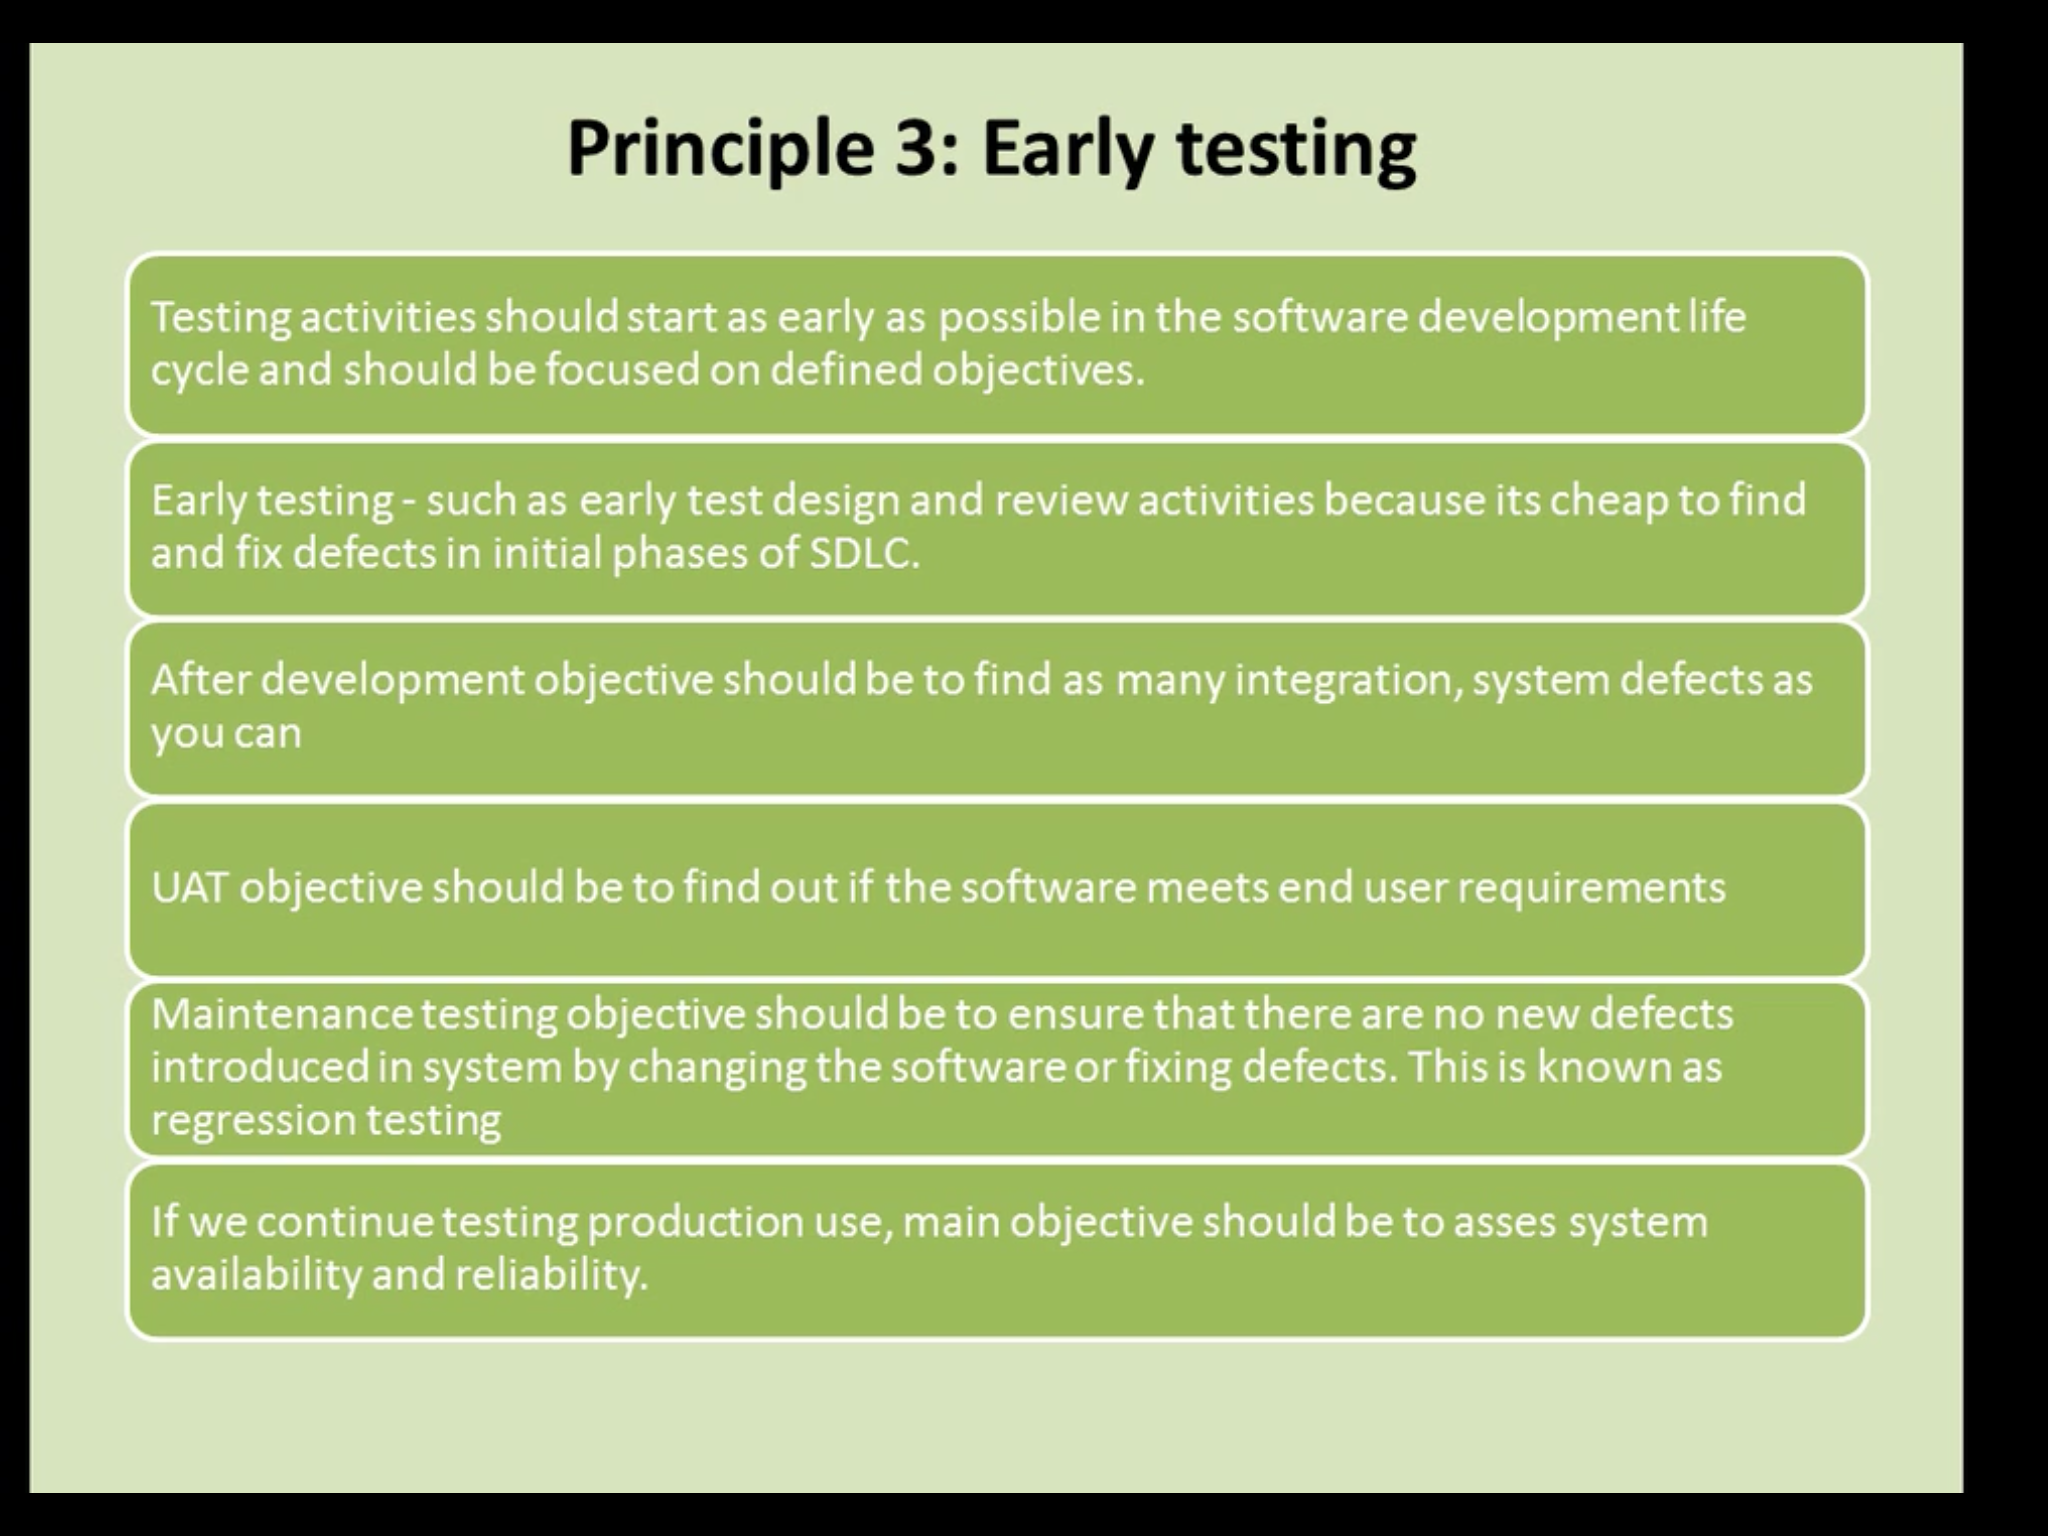 Principle 3: Early testing
Testing activities should start as early as possible in the software development life
cycle and should be focused on defined objectives.
Early testing - such as early test design and review activities because its cheap to find
and fix defects in initial phases of SDLC.
After development objective should be to find as many integration, system defects as
you can
UAT objective should be to find out if the software meets end user requirements
Maintenance testing objective should be to ensure that there are no new defects
introduced in system by changing the software or fixing defects. This is known as
regression testing
If we continue testing production use, main objective should be to asses system
availability and reliability.